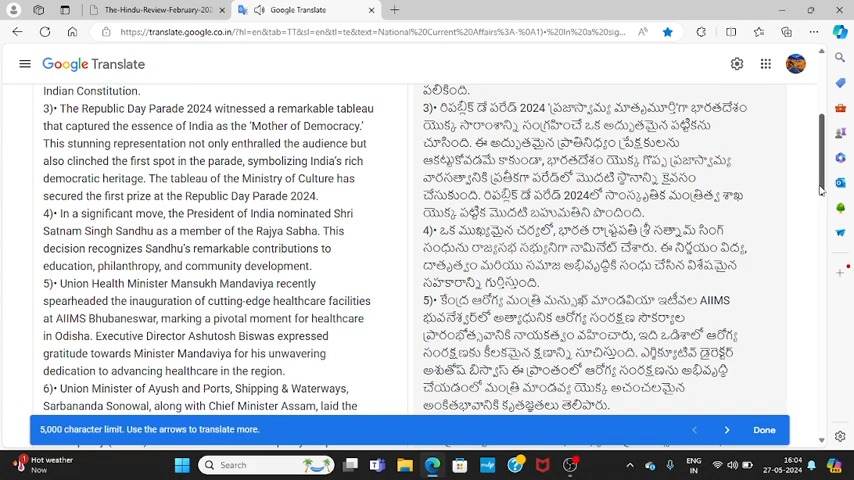 The-Hindu-Review-February-202
Google Translate
https://translate.google.co.in/?hl=en&tab=TT&sl=en&tl=te&text=National%20Current%20Affairs%3A-%0A1)%20In%20a%20sig...
Google Translate
Indian Constitution.
3)• The Republic Day Parade 2024 witnessed a remarkable tableau
that captured the essence of India as the ‘Mother of Democracy.’
This stunning representation not only enthralled the audience but
also clinched the first spot in the parade, symbolizing India's rich
democratic heritage. The tableau of the Ministry of Culture has
secured the first prize at the Republic Day Parade 2024.
4)• In a significant move, the President of India nominated Shri
Satnam Singh Sandhu as a member of the Rajya Sabha. This
decision recognizes Sandhu's remarkable contributions to
education, philanthropy, and community development.
5)• Union Health Minister Mansukh Mandaviya recently
spearheaded the inauguration of cutting-edge healthcare facilities
at AIIMS Bhubaneswar, marking a pivotal moment for healthcare
in Odisha. Executive Director Ashutosh Biswas expressed
gratitude towards Minister Mandaviya for his unwavering
dedication to advancing healthcare in the region.
6)• Union Minister of Ayush and Ports, Shipping & Waterways,
Sarbananda Sonowal, along with Chief Minister Assam, laid the
పలికింది.
3)• రిపబ్లిక్ డే పరేడ్ 2024 'ప్రజాస్వామ్య మాతృమూర్తి'గా భారతదేశం
యొక్క సారాంశాన్ని సంగ్రహించే ఒక అద్భుతమైన పట్టికను
చూసింది. ఈ అద్భుతమైన ప్రాతినిధ్యం ప్రేక్షకులను
ఆకట్టుకోవడమే కాకుండా, భారతదేశం యొక్క గొప్ప ప్రజాస్వామ్య
వారసత్వానికి ప్రతీకగా పరేడ్‌లో మొదటి స్థానాన్ని కైవసం
చేసుకుంది. రిపబ్లిక్ డే పరేడ్ 2024లో సాంస్కృతిక మంత్రిత్వ శాఖ
యొక్క పట్టిక మొదటి బహుమతిని పొందింది.
4)• ఒక ముఖ్యమైన చర్యలో, భారత రాష్ట్రపతి శ్రీ సత్నామ్ సింగ్
సంధును రాజ్యసభ సభ్యునిగా నామినేట్ చేశారు. ఈ నిర్ణయం విద్య,
దాతృత్వం మరియు సమాజ అభివృద్ధికి సంధు చేసిన విశేషమైన
సహకారాన్ని గుర్తిస్తుంది.
5)• కేంద్ర ఆరోగ్య మంత్రి మన్సుఖ్ మాండవియా ఇటీవల AIIMS
భువనేశ్వర్‌లో అత్యాధునిక ఆరోగ్య సంరక్షణ సౌకర్యాల
ప్రారంభోత్సవానికి నాయకత్వం వహించారు, ఇది ఒడిశాలో ఆరోగ్య
సంరక్షణకు కీలకమైన క్షణాన్ని సూచిస్తుంది. ఎగ్జిక్యూటివ్ డైరెక్టర్
అశుతోష్ బిస్వాస్ ఈ ప్రాంతంలో ఆరోగ్య సంరక్షణను అభివృద్ధి
చేయడంలో మంత్రి మాండవ్య యొక్క అచంచలమైన
అంకితభావానికి కృతజ్ఞతలు తెలిపారు.
5,000 character limit. Use the arrows to translate more.
Done
Hot weather
Now
Search
ENG
IN
16:04
27-05-2024